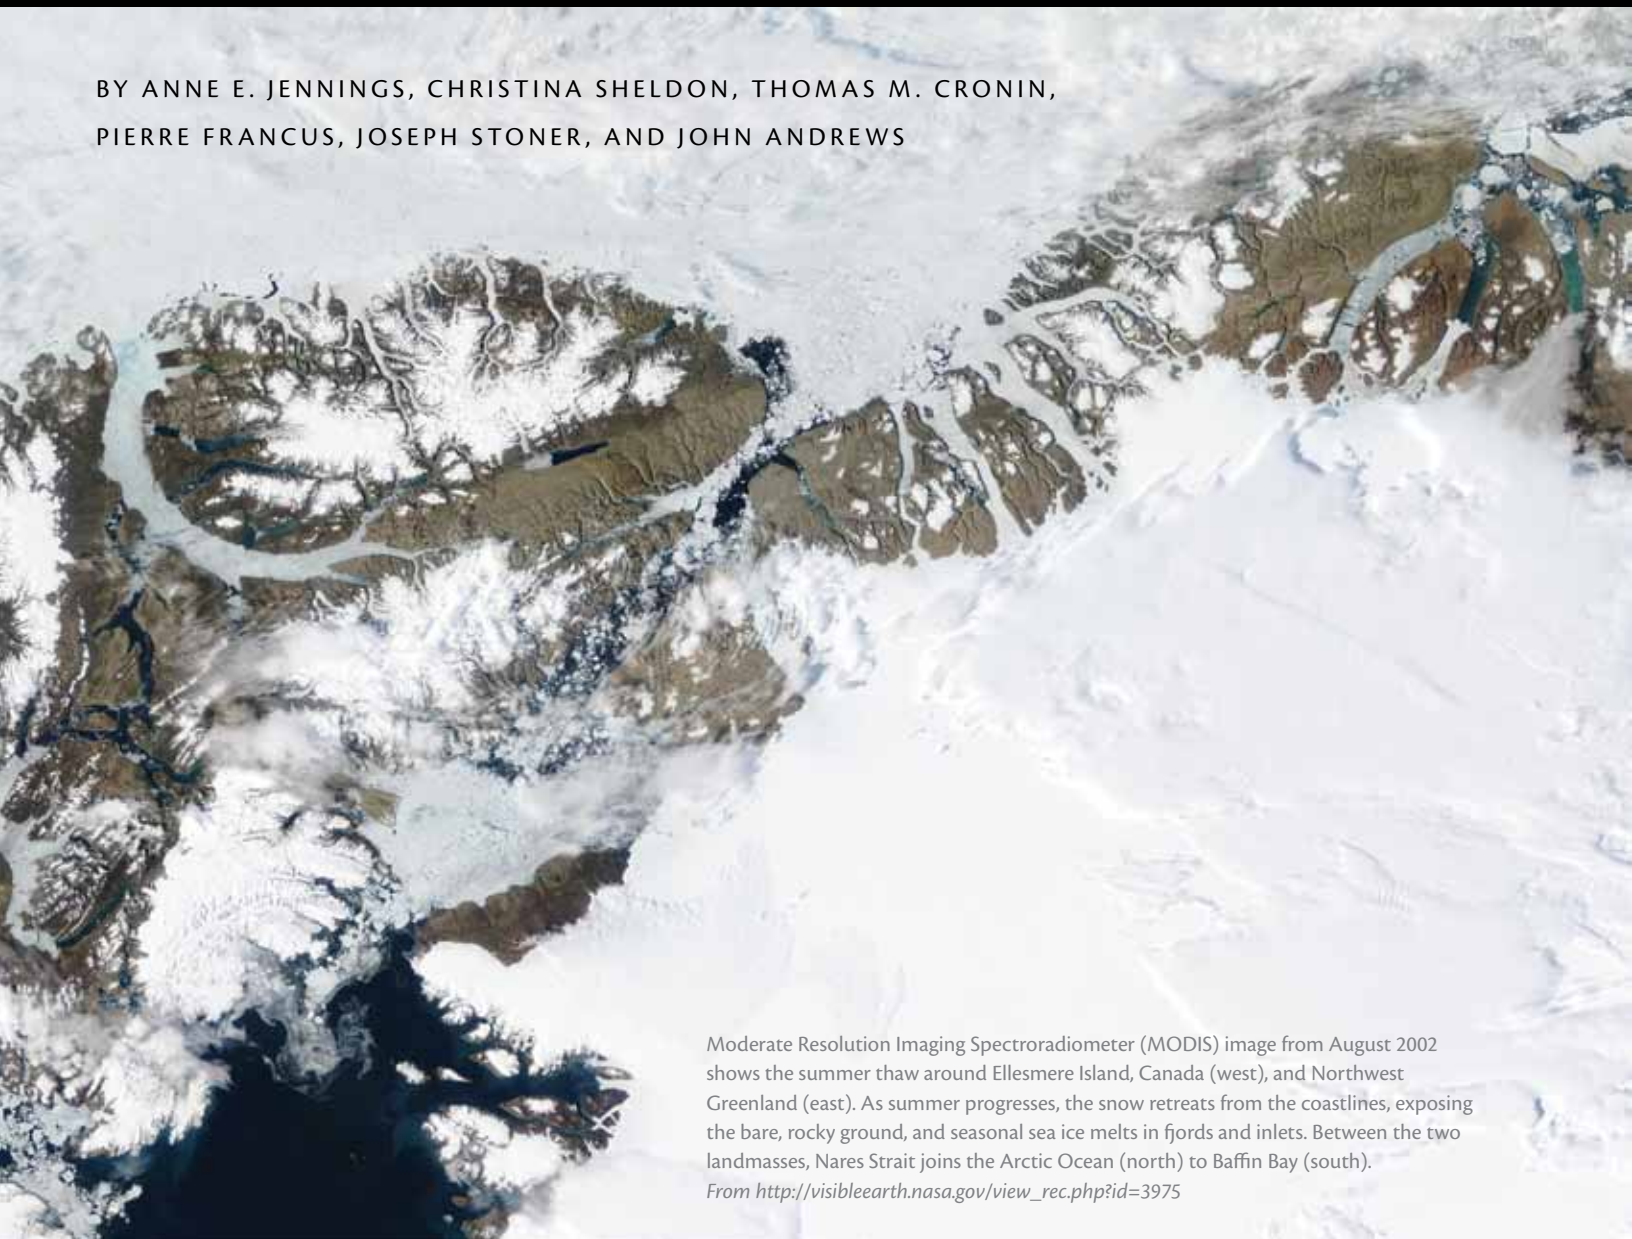 BY ANNE E. JENNINGS, CHRISTINA SHELDON, THOMAS M. CRONIN,
PIERRE FRANCUS, JOSEPH STONER, AND JOHN ANDREWS
Moderate Resolution Imaging Spectroradiometer (MODIS) image from August 2002
shows the summer thaw around Ellesmere Island, Canada (west), and Northwest
Greenland (east). As summer progresses, the snow retreats from the coastlines, exposing
the bare, rocky ground, and seasonal sea ice melts in fjords and inlets. Between the two
landmasses, Nares Strait joins the Arctic Ocean (north) to Baffin Bay (south).
From http://visibleearth.nasa.gov/view_rec.php?id=3975